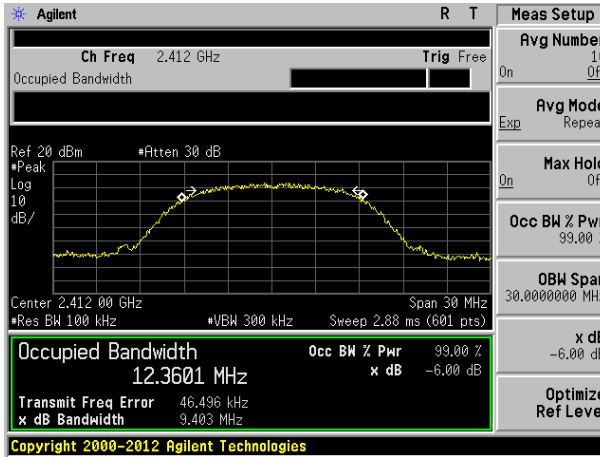 Agilent R T Meas Setup
Ch Freq 2.412 GHz Trig Free
Occupied Bandwidth
Ref 20 dBm #Atten 30 dB
#Peak
Log
10
dB/
Center 2.412 00 GHz Span 30 MHz
#Res BW 100 kHz #VBW 300 kHz Sweep 2.88 ms (601 pts)
Occupied Bandwidth
12.3601 MHz
Occ BW % Pwr 99.00 %
x dB -6.00 dB
Transmit Freq Error 46.496 kHz
x dB Bandwidth 9.403 MHz
Avg Number
On
Avg Mode
Exp Repeat
Max Hold
On
Occ BW % Pwr
99.00
OBW Span
30.0000000 MHz
x dB
-6.00 dB
Optimize
Ref Level
Copyright 2000-2012 Agilent Technologies